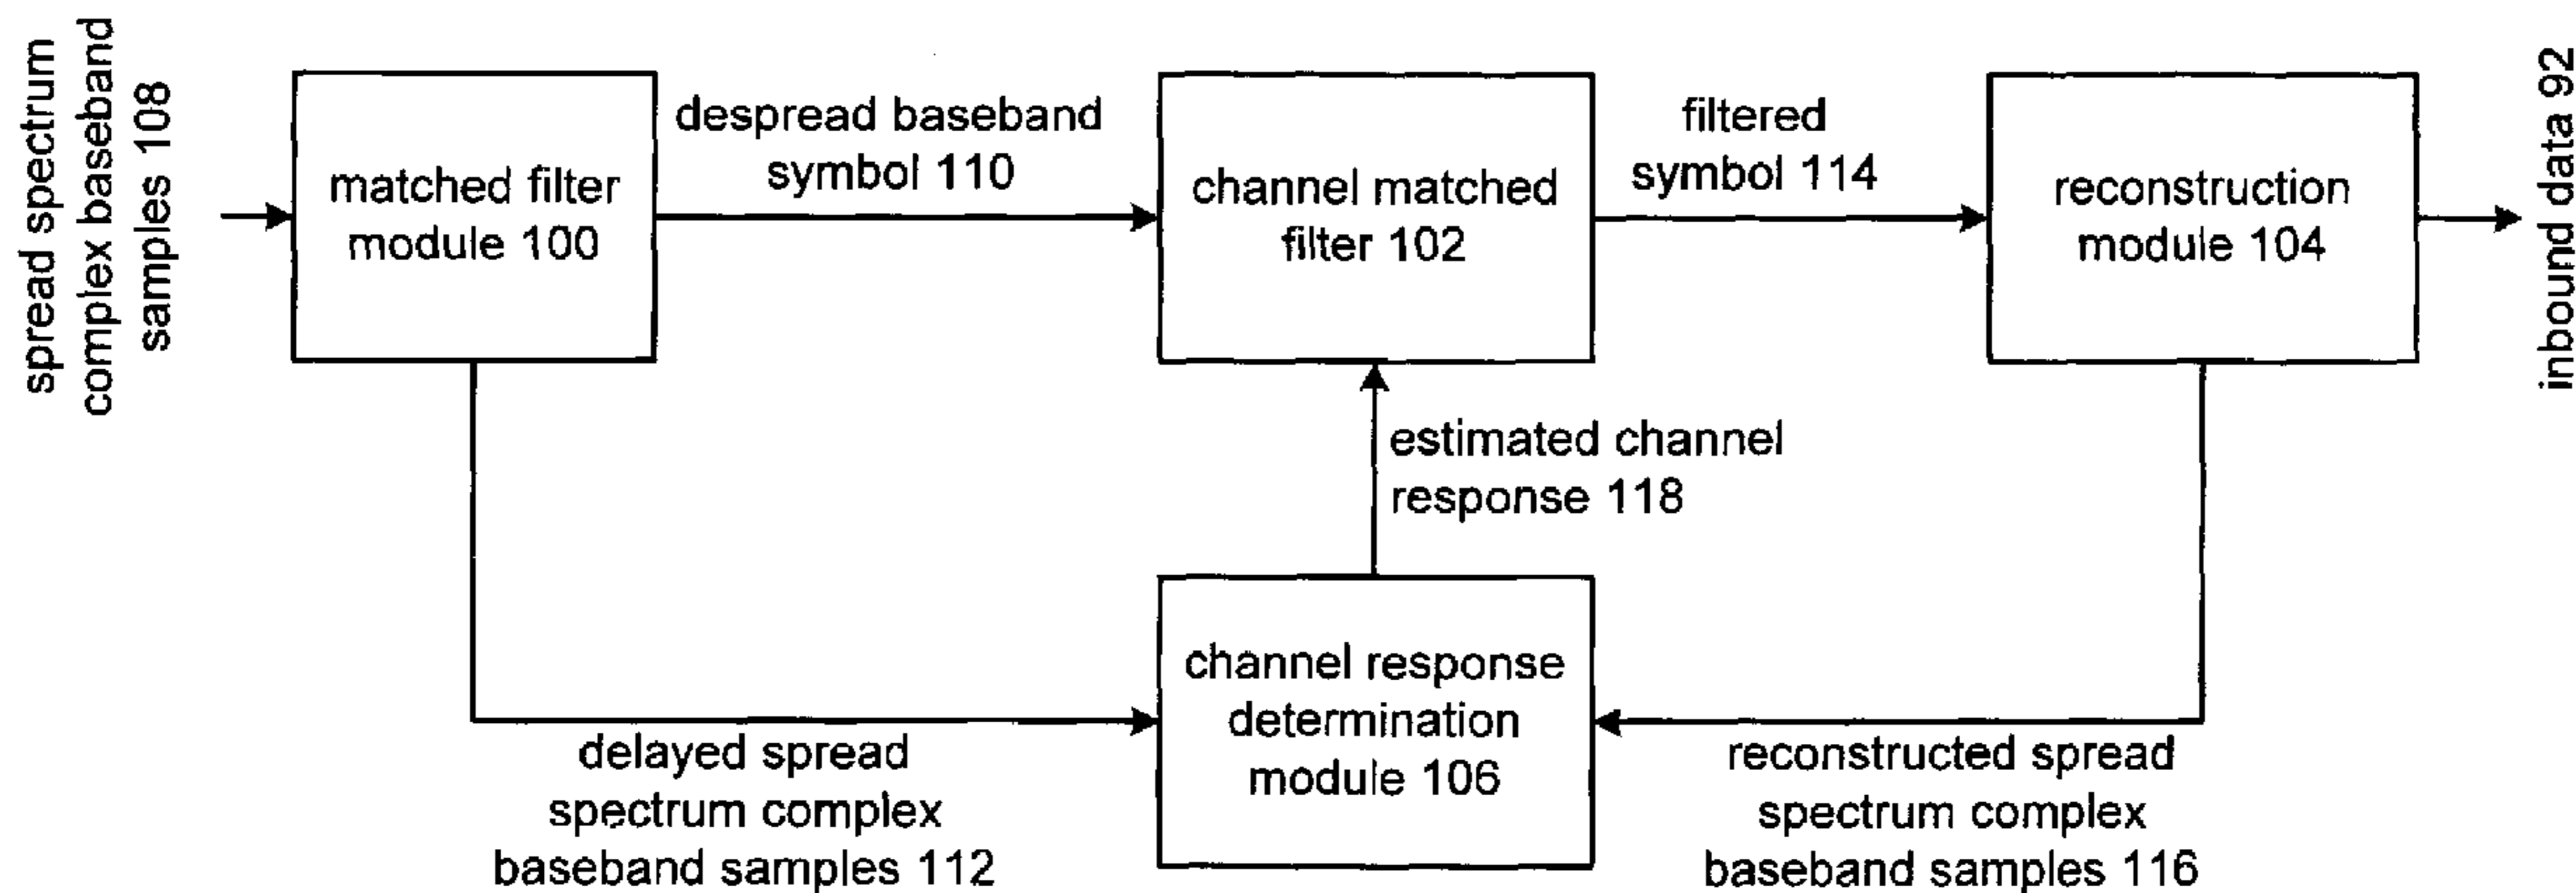 spread spectrum
complex baseband
samples 108
matched filter
module 100
despread baseband
symbol 110
channel matched
filter 102
filtered
symbol 114
reconstruction
module 104
inbound data 92
estimated channel
response 118
channel response
determination
module 106
delayed spread
spectrum complex
baseband samples 112
reconstructed spread
spectrum complex
baseband samples 116